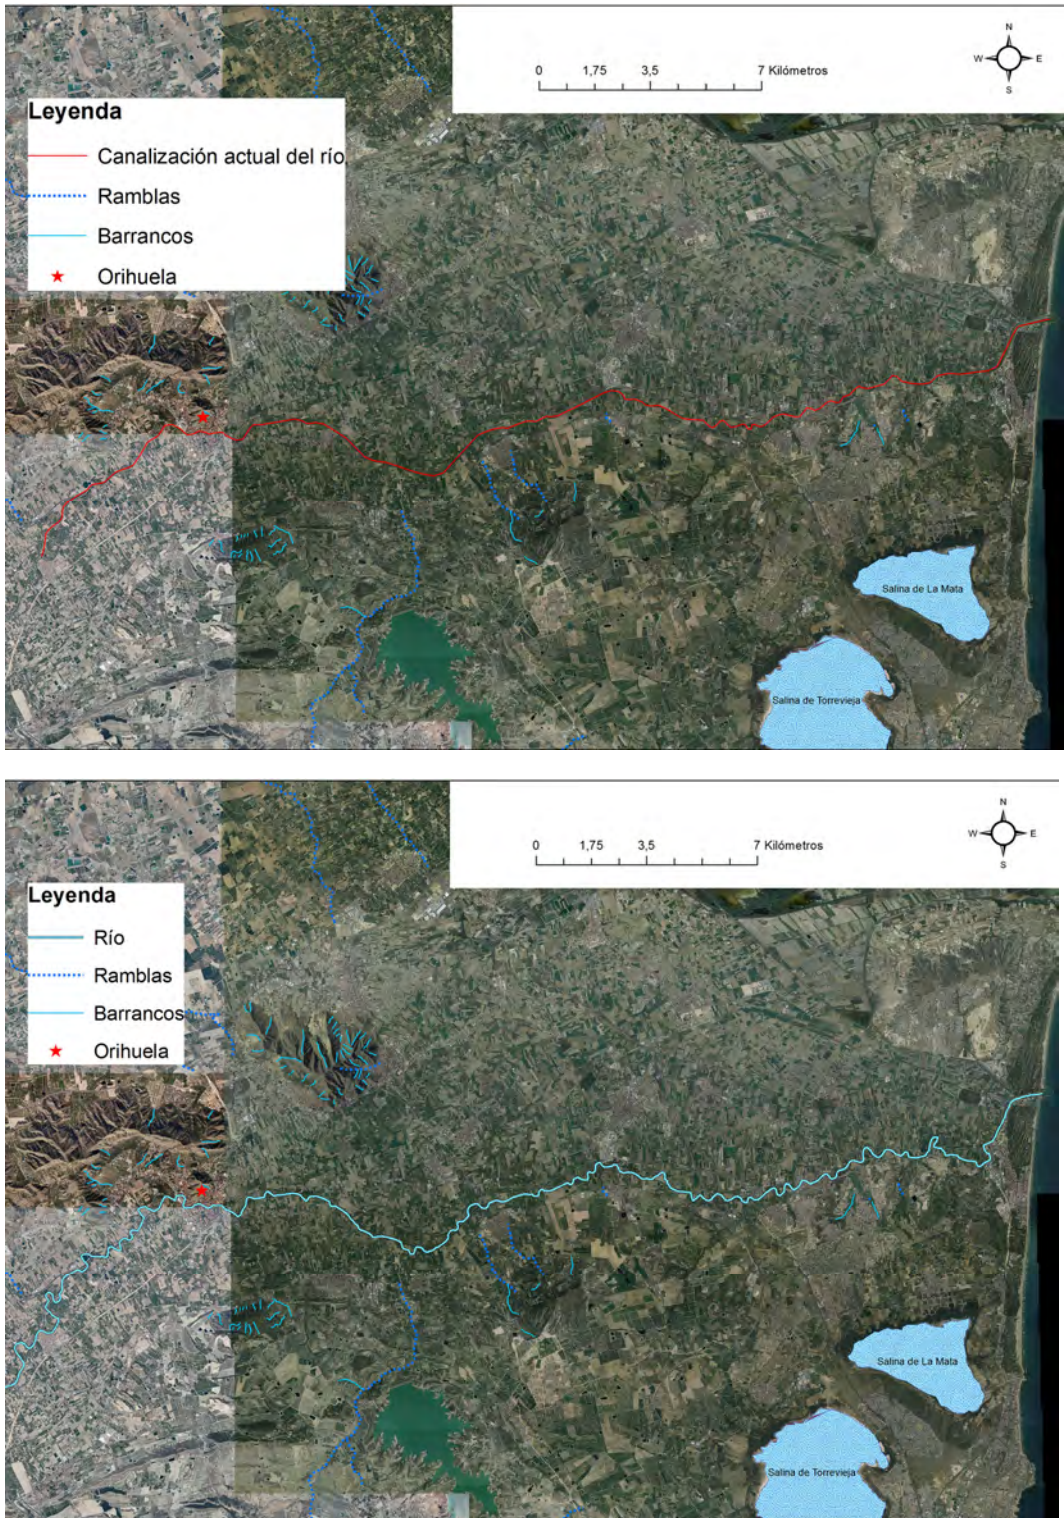 N
W E
S
0 1,75 3,5 7 Kilómetros
Leyenda
Canalización actual del río
Ramblas
Barrancos
Orihuela
Salina de La Mata
Salina de Torrevieja
N
W E
S
0 1,75 3,5 7 Kilómetros
Leyenda
Río
Ramblas
Barrancos
Orihuela
Salina de La Mata
Salina de Torrevieja